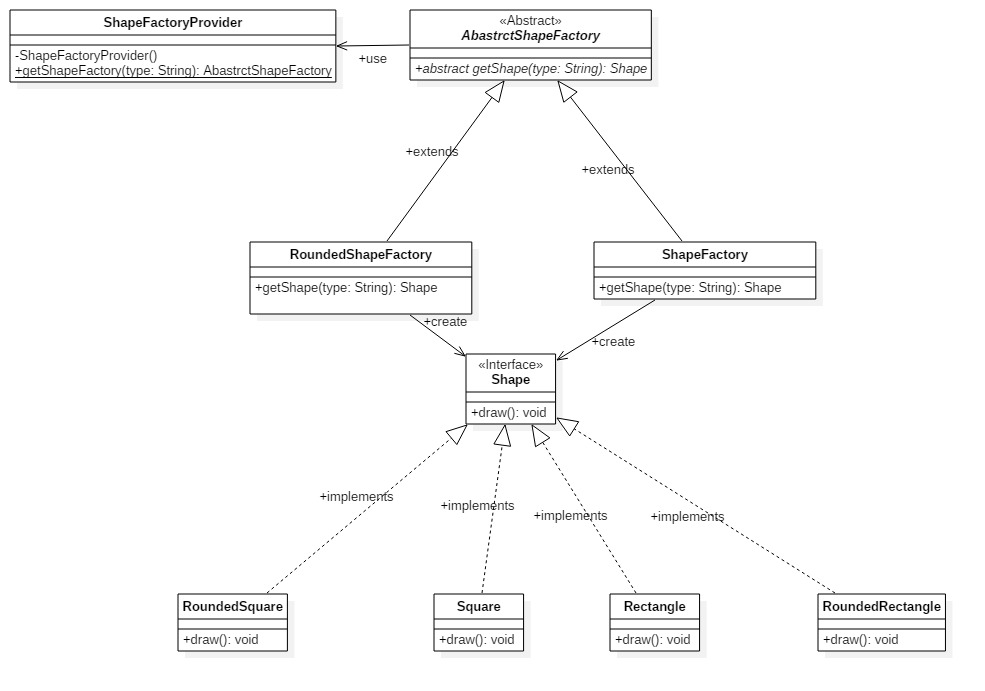 ShapeFactoryProvider
-ShapeFactoryProvider()
+getShapeFactory(type: String): AbastrctShapeFactory
+use
«Abstract»
AbastrctShapeFactory
+abstract getShape(type: String): Shape
+extends
+extends
RoundedShapeFactory
+getShape(type: String): Shape
ShapeFactory
+getShape(type: String): Shape
+create
+create
«Interface»
Shape
+draw(): void
+implements
+implements
+implements
+implements
RoundedSquare
+draw(): void
Square
+draw(): void
Rectangle
+draw(): void
RoundedRectangle
+draw(): void